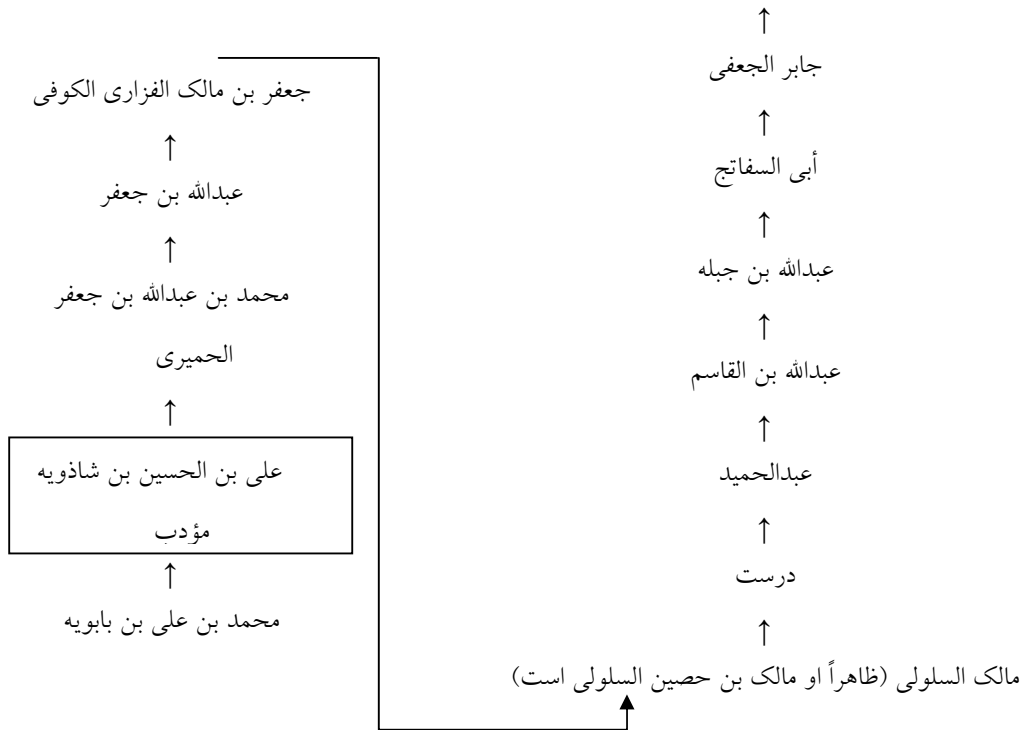 جابر الجعفی
أبی السفاتج
عبدالله بن جبله
عبدالله بن القاسم
عبدالحمید
درست
مالک السلولی (ظاهراً او مالک بن حصین السلولی است)
جعفر بن مالک الفزاری الکوفی
عبدالله بن جعفر
محمد بن عبدالله بن جعفر
الحمیری
علی بن الحسین بن شاذویه
مؤدب
محمد بن علی بن بابویه